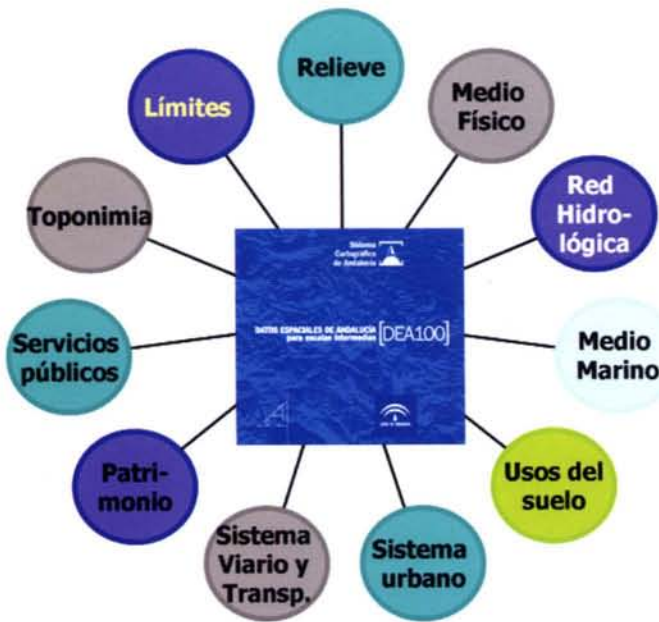 Relieve
Medio
Físico
Red
Hidro-
lógica
Medio
Marino
Usos del
suelo
Sistema
urbano
Sistema
Viario y
Transp.
Patri-
monio
Servicios
públicos
Toponimia
Límites
Sistema
Cartográfico
de Andalucía
DATOS ESPACIALES DE ANDALUCÍA
para escalas intermedias
[DEA100]